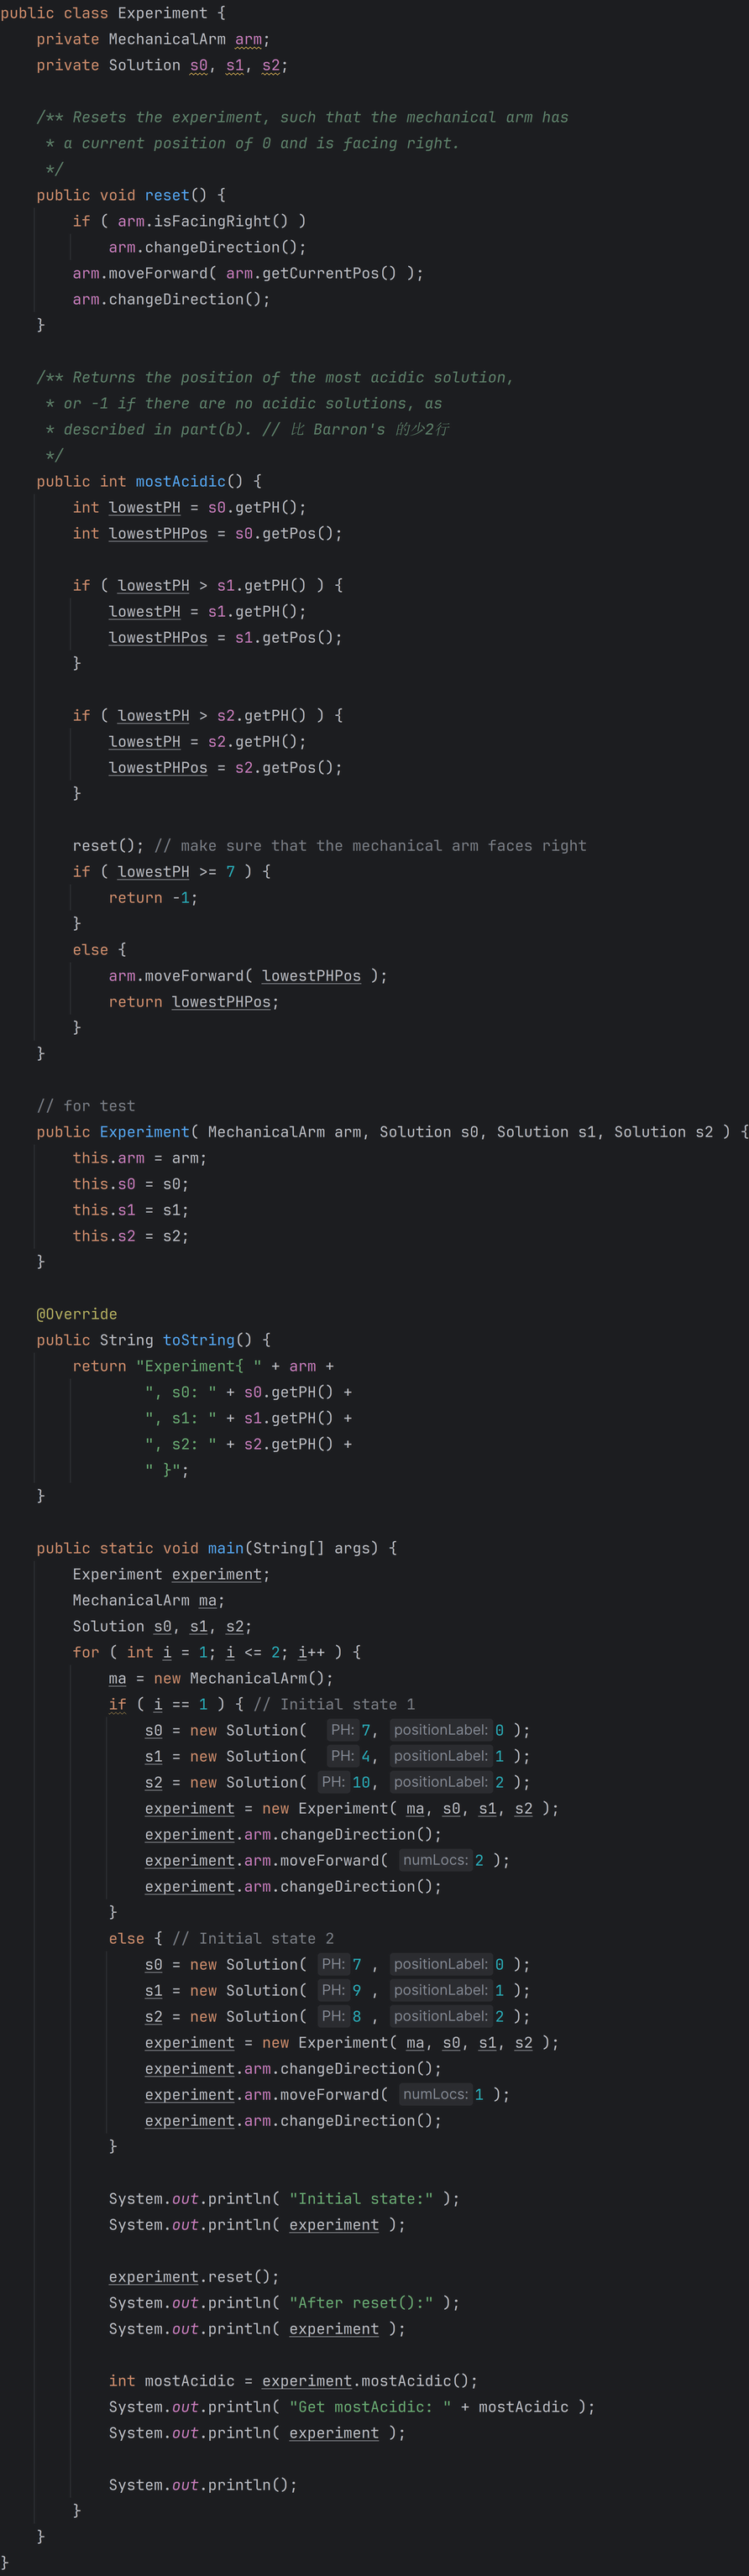 public class Experiment {
    private MechanicalArm arm;
    private Solution s0, s1, s2;

    /** Resets the experiment, such that the mechanical arm has
     * a current position of 0 and is facing right.
     */
    public void reset() {
        if ( arm.isFacingRight() )
            arm.changeDirection();
        arm.moveForward( arm.getCurrentPos() );
        arm.changeDirection();
    }

    /** Returns the position of the most acidic solution,
     * or -1 if there are no acidic solutions, as
     * described in part(b). // 比 Barron's 的少2行
     */
    public int mostAcidic() {
        int lowestPH = s0.getPH();
        int lowestPHPos = s0.getPos();

        if ( lowestPH > s1.getPH() ) {
            lowestPH = s1.getPH();
            lowestPHPos = s1.getPos();
        }

        if ( lowestPH > s2.getPH() ) {
            lowestPH = s2.getPH();
            lowestPHPos = s2.getPos();
        }

        reset(); // make sure that the mechanical arm faces right
        if ( lowestPH >= 7 ) {
            return -1;
        }
        else {
            arm.moveForward( lowestPHPos );
            return lowestPHPos;
        }
    }

    // for test
    public Experiment( MechanicalArm arm, Solution s0, Solution s1, Solution s2 ) {
        this.arm = arm;
        this.s0 = s0;
        this.s1 = s1;
        this.s2 = s2;
    }

    @Override
    public String toString() {
        return "Experiment{ " + arm +
                ", s0: " + s0.getPH() +
                ", s1: " + s1.getPH() +
                ", s2: " + s2.getPH() +
                " }";
    }

    public static void main(String[] args) {
        Experiment experiment;
        MechanicalArm ma;
        Solution s0, s1, s2;
        for ( int i = 1; i <= 2; i++ ) {
            ma = new MechanicalArm();
            if ( i == 1 ) { // Initial state 1
                s0 = new Solution(  PH: 7, positionLabel: 0 );
                s1 = new Solution(  PH: 4, positionLabel: 1 );
                s2 = new Solution( PH: 10, positionLabel: 2 );
                experiment = new Experiment( ma, s0, s1, s2 );
                experiment.arm.changeDirection();
                experiment.arm.moveForward( numLocs: 2 );
                experiment.arm.changeDirection();
            }
            else { // Initial state 2
                s0 = new Solution( PH: 7 , positionLabel: 0 );
                s1 = new Solution( PH: 9 , positionLabel: 1 );
                s2 = new Solution( PH: 8 , positionLabel: 2 );
                experiment = new Experiment( ma, s0, s1, s2 );
                experiment.arm.changeDirection();
                experiment.arm.moveForward( numLocs: 1 );
                experiment.arm.changeDirection();
            }

            System.out.println( "Initial state:" );
            System.out.println( experiment );

            experiment.reset();
            System.out.println( "After reset():" );
            System.out.println( experiment );

            int mostAcidic = experiment.mostAcidic();
            System.out.println( "Get mostAcidic: " + mostAcidic );
            System.out.println( experiment );

            System.out.println();
        }
    }
}